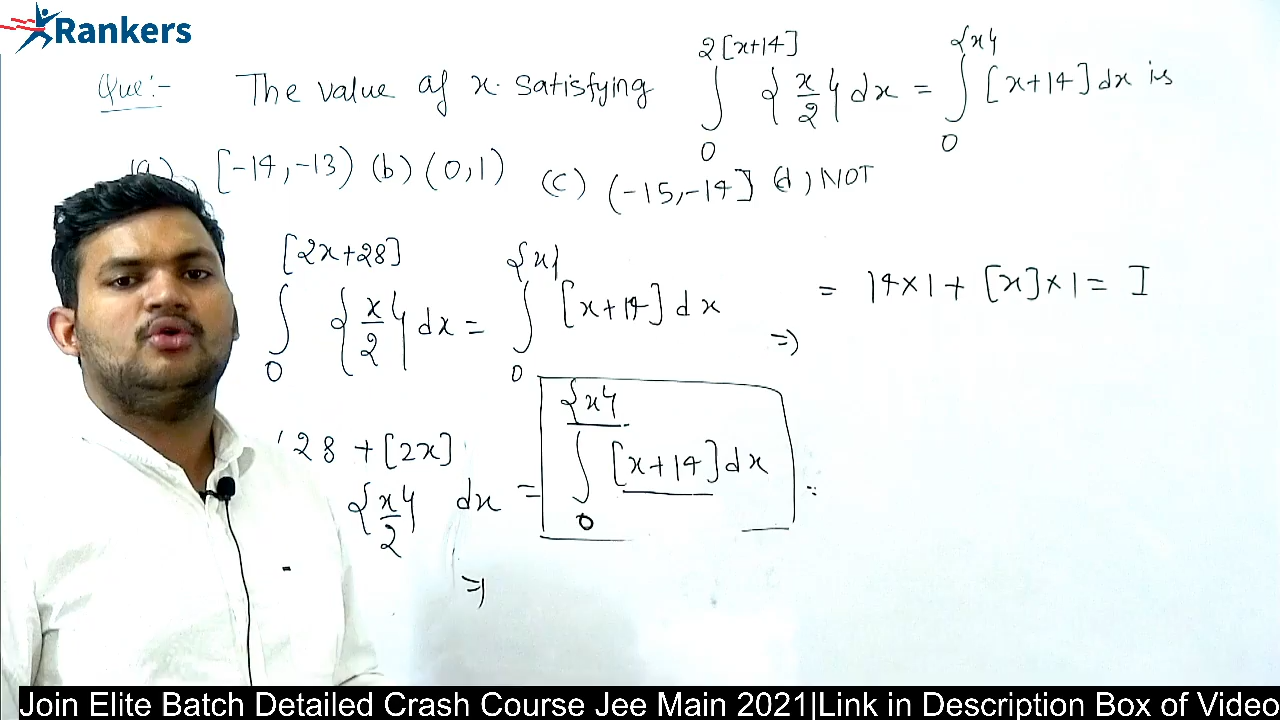 Rankers
Que:- The value of x satisfying ∫₀^{2[x+14]} {x/2} dx = ∫₀^{{x}} [x+14] dx is
(a) [-14, -13) (b) (0,1) (c) (-15, -14] (d) NOT
∫₀^{[2x+28]} {x/2} dx = ∫₀^{{x}} [x+14] dx
= 14×1 + [x]×1 = I
⇒
28 + [2x]
{x/2} dx = ∫₀^{{x}} [x+14] dx =
⇒
Join Elite Batch Detailed Crash Course Jee Main 2021|Link in Description Box of Video